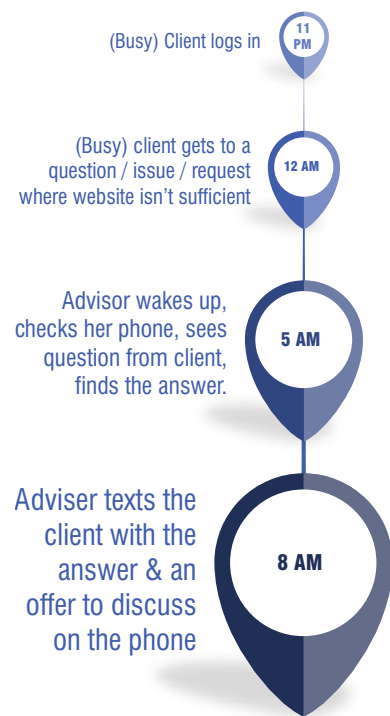 (Busy) Client logs in
11
PM
(Busy) client gets to a
question / issue / request
where website isn't sufficient
12 AM
Advisor wakes up,
checks her phone, sees
question from client,
finds the answer.
5 AM
Adviser texts the
client with the
answer & an
offer to discuss
on the phone
8 AM